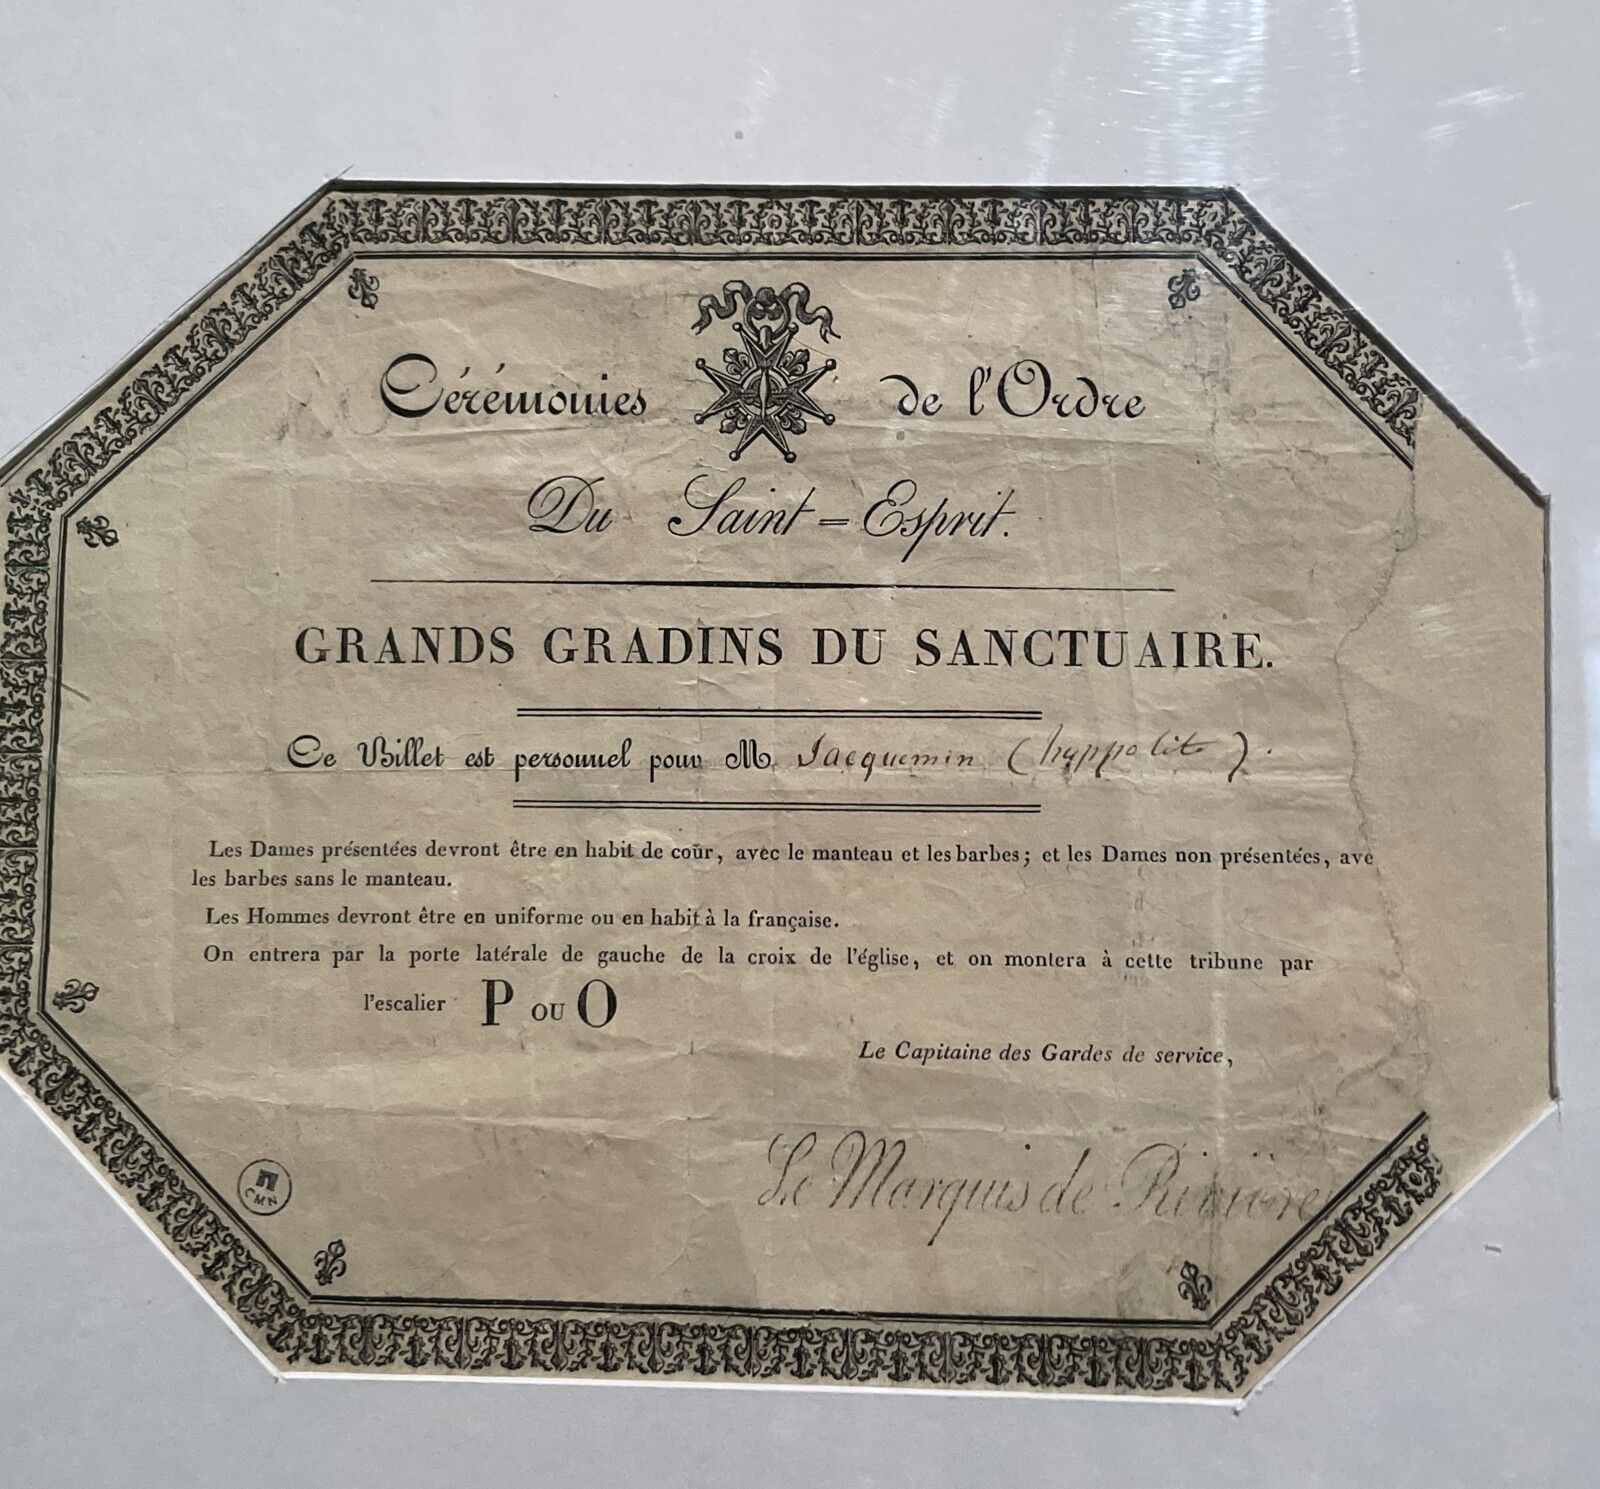 Cérémonies de l'Ordre
Du Saint=Esprit.
GRANDS GRADINS DU SANCTUAIRE.
Ce Billet est personnel pour M. Jacquemin (hyppolite).
Les Dames présentées devront être en habit de cour, avec le manteau et les barbes; et les Dames non présentées, ave
les barbes sans le manteau.
Les Hommes devront être en uniforme ou en habit à la française.
On entrera par la porte latérale de gauche de la croix de l'église, et on montera à cette tribune par
l'escalier P OU O
Le Capitaine des Gardes de service,
Le Marquis de Rivière
CMN